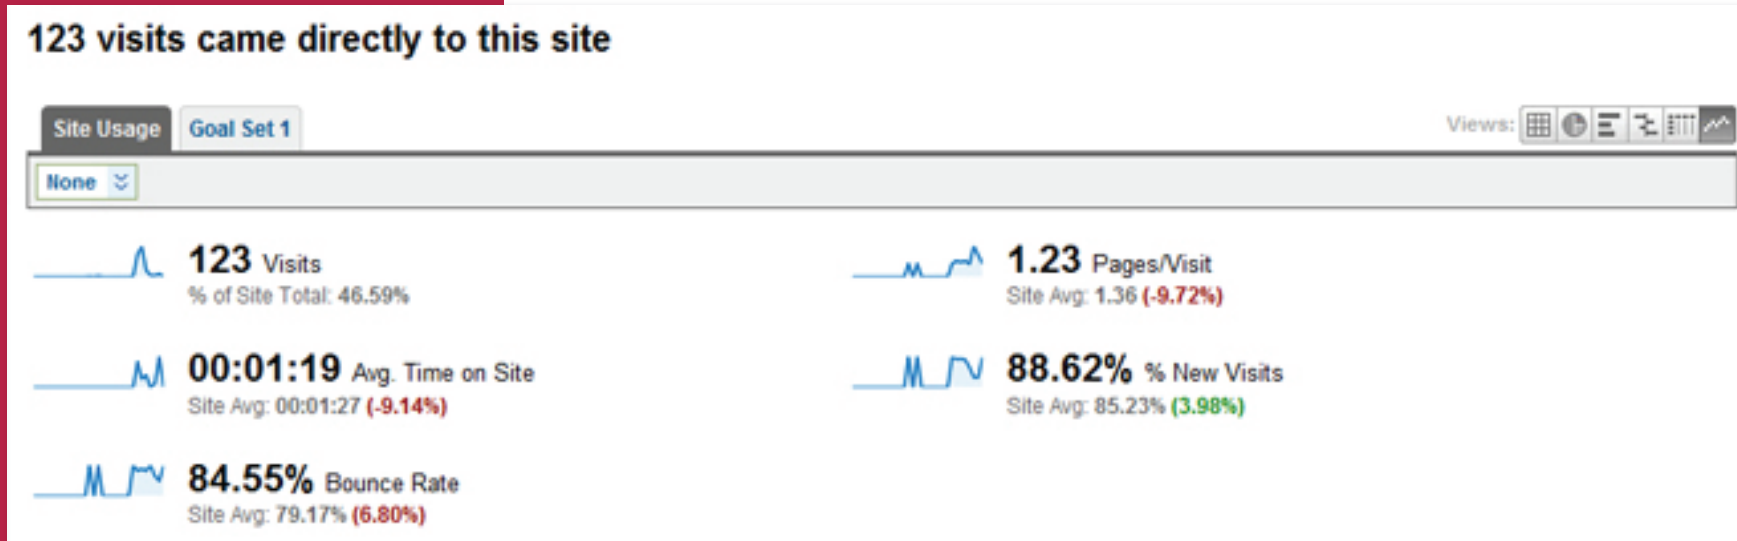 123 visits came directly to this site
Site Usage Goal Set 1 Views:
None
123 Visits
% of Site Total: 46.59%
1.23 Pages/Visit
Site Avg: 1.36 (-9.72%)
00:01:19 Avg. Time on Site
Site Avg: 00:01:27 (-9.14%)
88.62% % New Visits
Site Avg: 85.23% (3.98%)
84.55% Bounce Rate
Site Avg: 79.17% (6.80%)